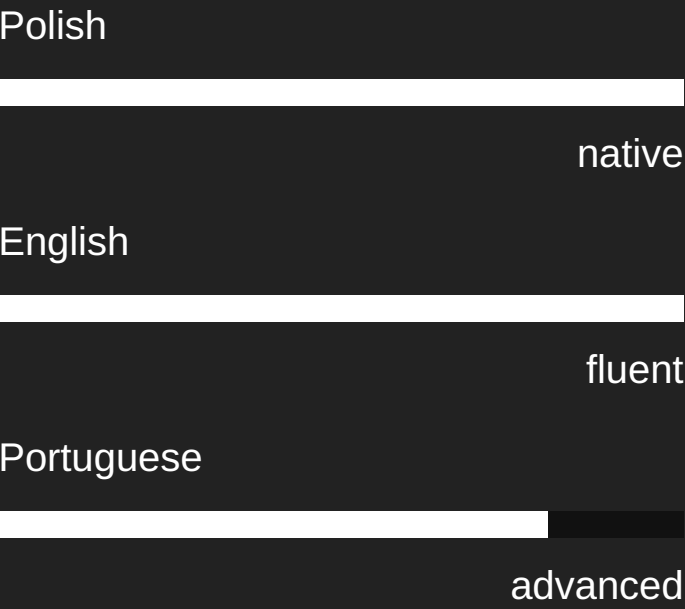 Polish
native
English
fluent
Portuguese
advanced